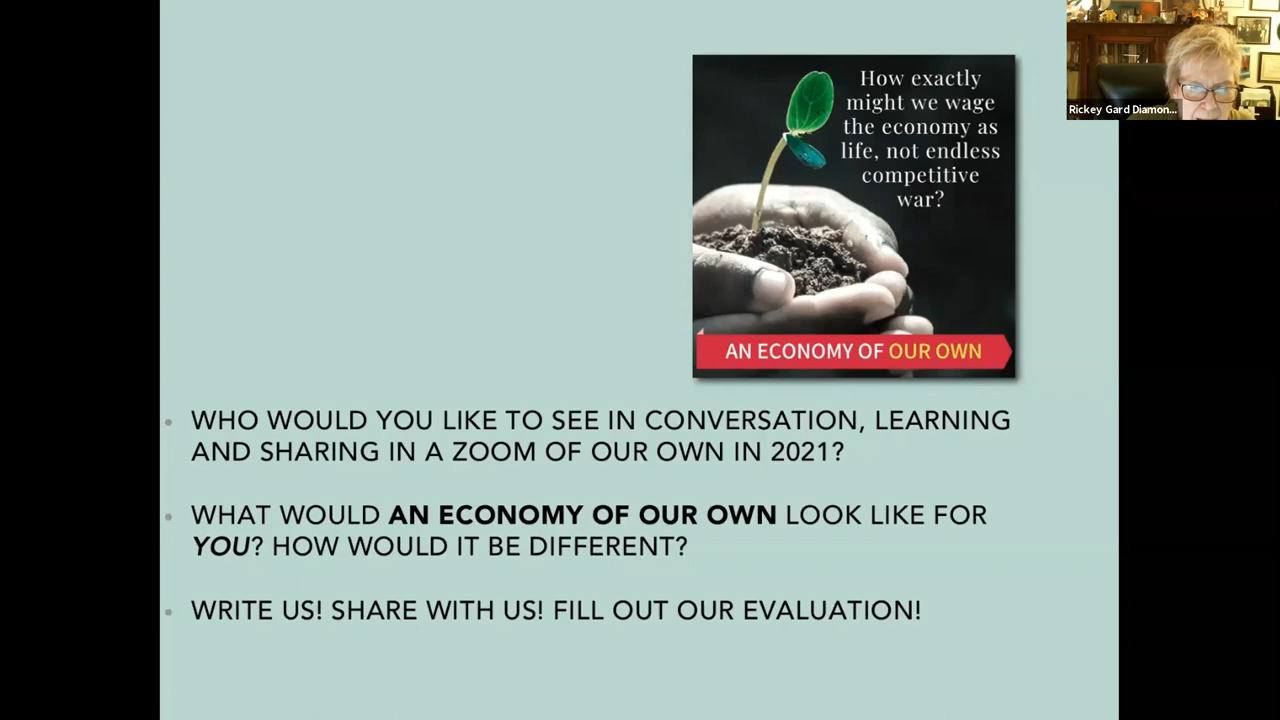 How exactly
might we wage
the economy as
life, not endless
competitive
war?
AN ECONOMY OF OUR OWN
Rickey Gard Diamon...
WHO WOULD YOU LIKE TO SEE IN CONVERSATION, LEARNING
AND SHARING IN A ZOOM OF OUR OWN IN 2021?
WHAT WOULD AN ECONOMY OF OUR OWN LOOK LIKE FOR
YOU? HOW WOULD IT BE DIFFERENT?
WRITE US! SHARE WITH US! FILL OUT OUR EVALUATION!